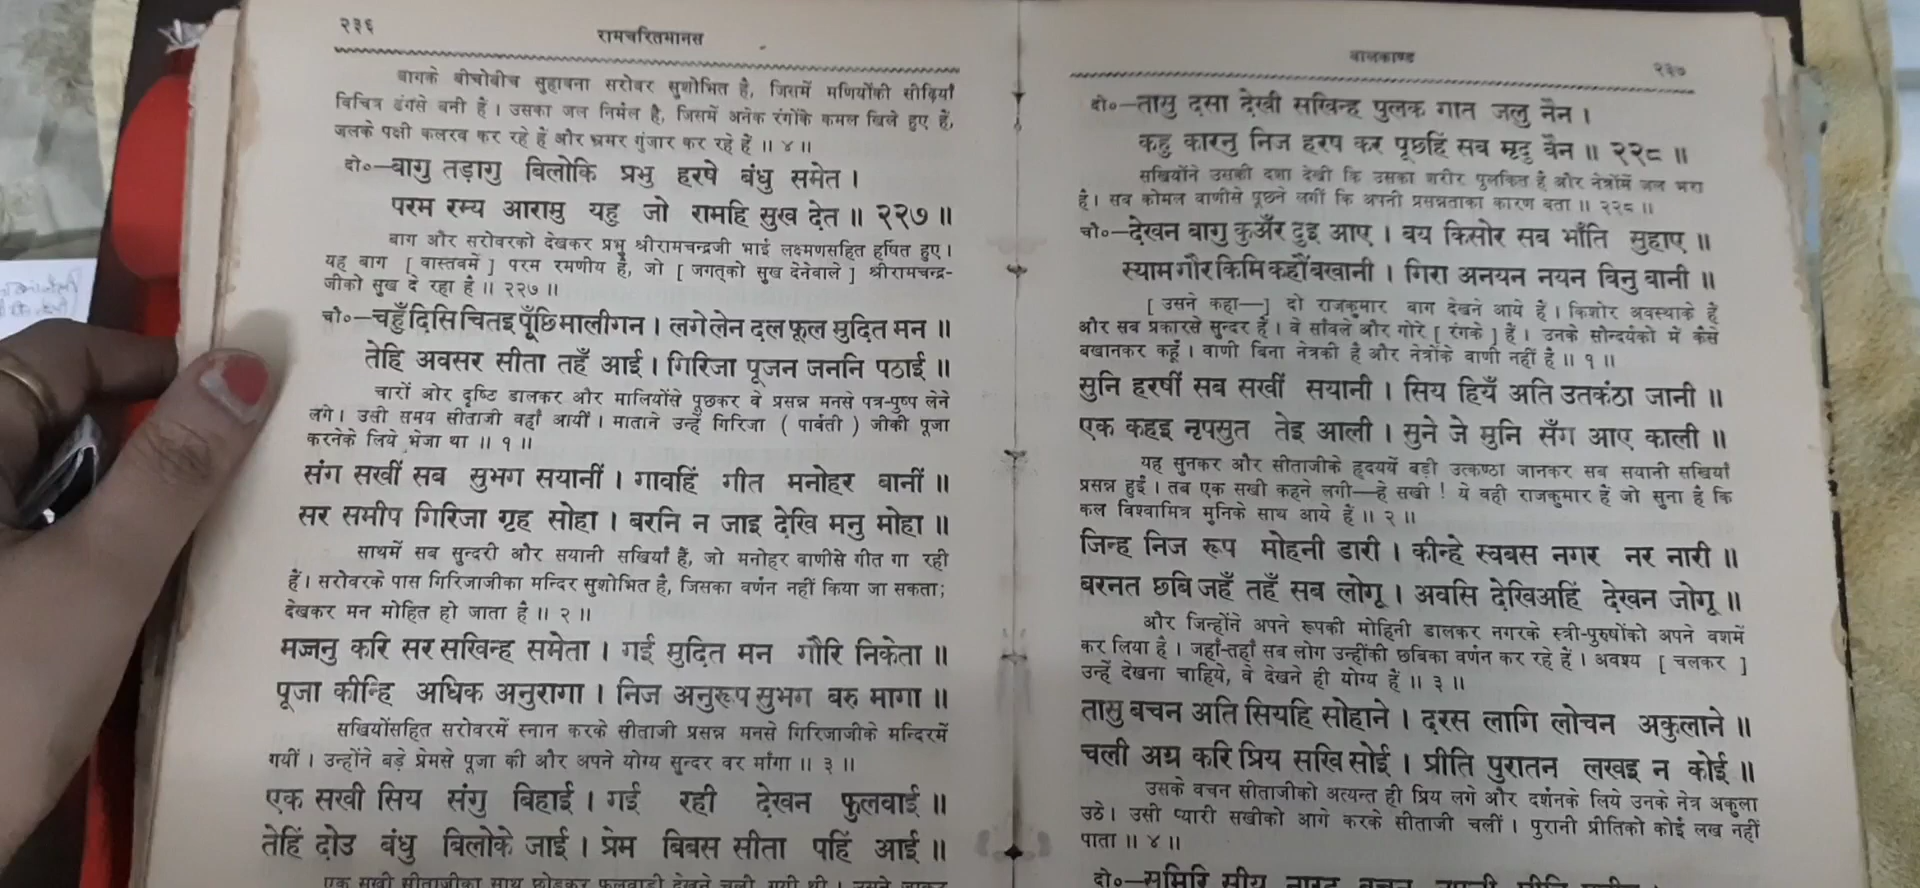 २३६
रामचरितमानस
बागके बीचोबीच सुहावना सरोवर सुशोभित है, जिसमें मणियोंकी सीढ़ियाँ
विचित्र ढंगसे बनी हैं । उसका जल निर्मल है, जिसमें अनेक रंगोंके कमल खिले हुए हैं,
जलके पक्षी कलरव कर रहे हैं और भ्रमर गुंजार कर रहे हैं ॥ ४ ॥
दो०—बागु तड़ागु बिलोकि प्रभु हरषे बंधु समेत ।
परम रम्य आरामु यहु जो रामहि सुख देत ॥ २२७ ॥
बाग और सरोवरको देखकर प्रभु श्रीरामचन्द्रजी भाई लक्ष्मणसहित हर्षित हुए ।
यह बाग [ वास्तवमें ] परम रमणीय है, जो [ जगत्‌को सुख देनेवाले ] श्रीरामचन्द्र-
जीको सुख दे रहा है ॥ २२७ ॥
चौ०—चहुँ दिसि चितइ पूँछि मालीगन । लगे लेन दल फूल मुदित मन ॥
तेहि अवसर सीता तहँ आई । गिरिजा पूजन जननि पठाई ॥
चारों ओर दृष्टि डालकर और मालियोंसे पूछकर वे प्रसन्न मनसे पत्र-पुष्प लेने
लगे । उसी समय सीताजी वहाँ आयीं । माताने उन्हें गिरिजा ( पार्वती ) जीकी पूजा
करनेके लिये भेजा था ॥ १ ॥
संग सखीं सब सुभग सयानीं । गावहिं गीत मनोहर बानीं ॥
सर समीप गिरिजा गृह सोहा । बरनि न जाइ देखि मनु मोहा ॥
साथमें सब सुन्दरी और सयानी सखियाँ हैं, जो मनोहर वाणीसे गीत गा रही
हैं । सरोवरके पास गिरिजाजीका मन्दिर सुशोभित है, जिसका वर्णन नहीं किया जा सकता;
देखकर मन मोहित हो जाता है ॥ २ ॥
मज्जनु करि सर सखिन्ह समेता । गई मुदित मन गौरि निकेता ॥
पूजा कीन्हि अधिक अनुरागा । निज अनुरूप सुभग बरु मागा ॥
सखियोंसहित सरोवरमें स्नान करके सीताजी प्रसन्न मनसे गिरिजाजीके मन्दिरमें
गयीं । उन्होंने बड़े प्रेमसे पूजा की और अपने योग्य सुन्दर वर माँगा ॥ ३ ॥
एक सखी सिय संगु बिहाई । गई रही देखन फुलवाई ॥
तेहिं दोउ बंधु बिलोके जाई । प्रेम बिबस सीता पहिं आई ॥
एक सखी सीताजीका साथ छोड़कर फुलवाड़ी देखने चली गयी थी । उसने जाकर
बालकाण्ड
२३७
दो०—तासु दसा देखी सखिन्ह पुलक गात जलु नैन ।
कहु कारनु निज हरष कर पूछहिं सब मृदु बैन ॥ २२८ ॥
सखियोंने उसकी दशा देखी कि उसका शरीर पुलकित है और नेत्रोंमें जल भरा
है । सब कोमल वाणीसे पूछने लगीं कि अपनी प्रसन्नताका कारण बता ॥ २२८ ॥
चौ०—देखन बागु कुअँर दुइ आए । बय किसोर सब भाँति सुहाए ॥
स्याम गौर किमि कहौं बखानी । गिरा अनयन नयन बिनु बानी ॥
[ उसने कहा—] दो राजकुमार बाग देखने आये हैं । किशोर अवस्थाके हैं
और सब प्रकारसे सुन्दर हैं । वे साँवले और गोरे [ रंगके ] हैं । उनके सौन्दर्यको मैं कैसे
बखानकर कहूँ । वाणी बिना नेत्रकी है और नेत्रोंके वाणी नहीं है ॥ १ ॥
सुनि हरषीं सब सखीं सयानी । सिय हियँ अति उतकंठा जानी ॥
एक कहइ नृपसुत तेइ आली । सुने जे मुनि सँग आए काली ॥
यह सुनकर और सीताजीके हृदयमें बड़ी उत्कण्ठा जानकर सब सयानी सखियाँ
प्रसन्न हुईं । तब एक सखी कहने लगी—हे सखी ! ये वही राजकुमार हैं जो सुना है कि
कल विश्वामित्र मुनिके साथ आये हैं ॥ २ ॥
जिन्ह निज रूप मोहनी डारी । कीन्हे स्वबस नगर नर नारी ॥
बरनत छबि जहँ तहँ सब लोगू । अवसि देखिअहिं देखन जोगू ॥
और जिन्होंने अपने रूपकी मोहिनी डालकर नगरके स्त्री-पुरुषोंको अपने वशमें
कर लिया है । जहाँ-तहाँ सब लोग उन्हींकी छबिका वर्णन कर रहे हैं । अवश्य [ चलकर ]
उन्हें देखना चाहिये, वे देखने ही योग्य हैं ॥ ३ ॥
तासु बचन अति सियहि सोहाने । दरस लागि लोचन अकुलाने ॥
चली अग्र करि प्रिय सखि सोई । प्रीति पुरातन लखइ न कोई ॥
उसके वचन सीताजीको अत्यन्त ही प्रिय लगे और दर्शनके लिये उनके नेत्र अकुला
उठे । उसी प्यारी सखीको आगे करके सीताजी चलीं । पुरानी प्रीतिको कोई लख नहीं
पाता ॥ ४ ॥
दो०—सुमिरि सीय नारद बचन